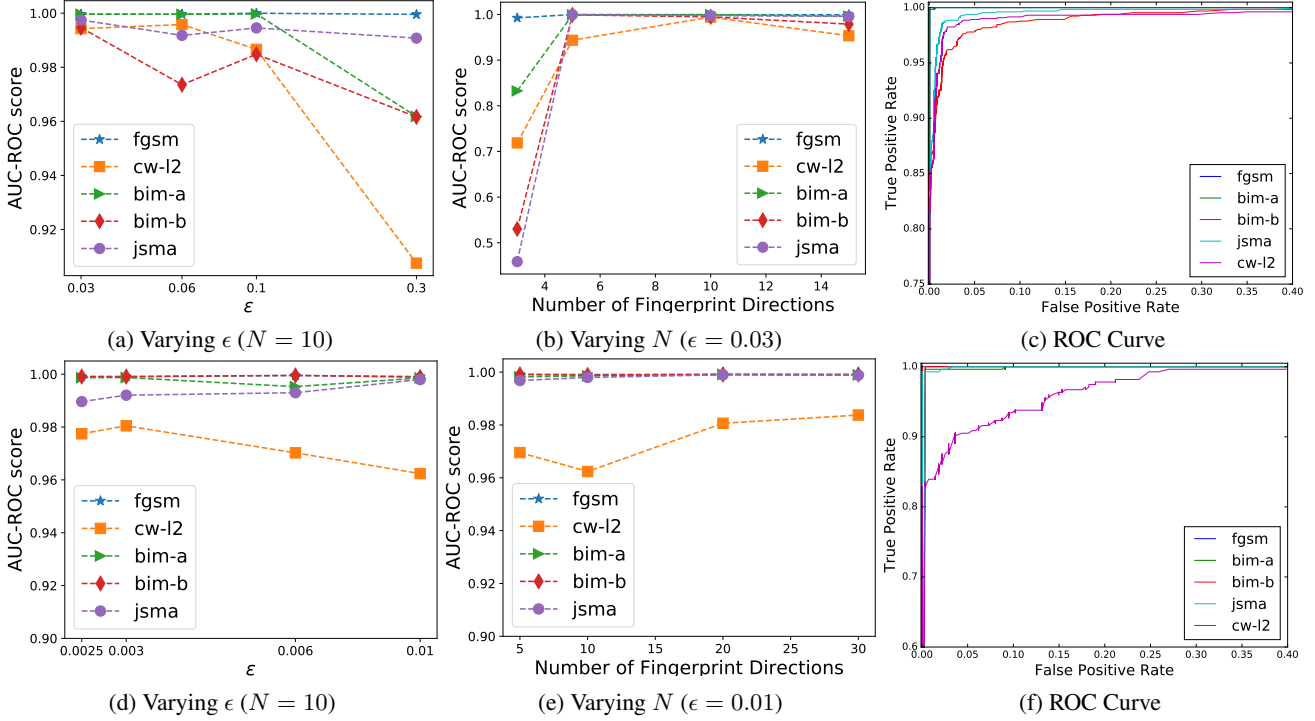 1.00
0.98
0.96
0.94
0.92
AUC-ROC score
fgsm
cw-l2
bim-a
bim-b
jsma
0.03
0.06
0.1
0.3
ε
(a) Varying ϵ (N = 10)
1.0
0.9
0.8
0.7
0.6
0.5
AUC-ROC score
fgsm
cw-l2
bim-a
bim-b
jsma
4
6
8
10
12
14
Number of Fingerprint Directions
(b) Varying N (ϵ = 0.03)
1.00
0.95
0.90
0.85
0.80
0.75
True Positive Rate
fgsm
bim-a
bim-b
jsma
cw-l2
0.00
0.05
0.10
0.15
0.20
0.25
0.30
0.35
0.40
False Positive Rate
(c) ROC Curve
1.00
0.98
0.96
0.94
0.92
0.90
AUC-ROC score
fgsm
cw-l2
bim-a
bim-b
jsma
0.0025
0.003
0.006
0.01
ε
(d) Varying ϵ (N = 10)
1.00
0.98
0.96
0.94
0.92
0.90
AUC-ROC score
fgsm
cw-l2
bim-a
bim-b
jsma
5
10
15
20
25
30
Number of Fingerprint Directions
(e) Varying N (ϵ = 0.01)
1.0
0.9
0.8
0.7
0.6
True Positive Rate
fgsm
bim-a
bim-b
jsma
cw-l2
0.00
0.05
0.10
0.15
0.20
0.25
0.30
0.35
0.40
False Positive Rate
(f) ROC Curve